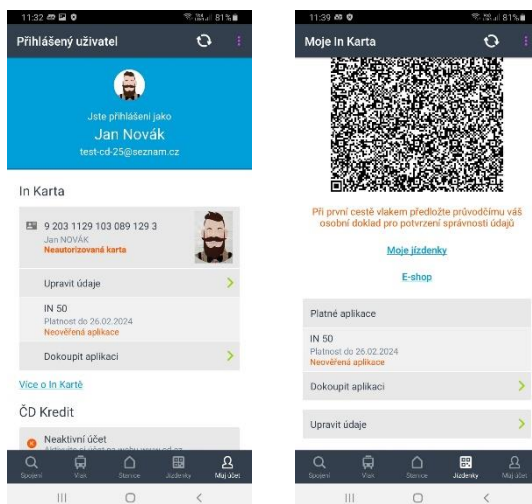 11:32
81%
Přihlášený uživatel
Jste přihlášeni jako
Jan Novák
test-cd-25@seznam.cz
In Karta
9 203 1129 103 089 129 3
Jan NOVÁK
Neautorizovaná karta
Upravit údaje
IN 50
Platnost do 26.02.2024
Neověřená aplikace
Dokoupit aplikaci
Více o In Kartě
ČD Kredit
Neaktivní účet
Spojení
Vlak
Stanice
Jízdenky
Můj účet
11:39
81%
Moje In Karta
Při první cestě vlakem předložte průvodčímu váš
osobní doklad pro potvrzení správnosti údajů
Moje jízdenky
E-shop
Platné aplikace
IN 50
Platnost do 26.02.2024
Neověřená aplikace
Dokoupit aplikaci
Upravit údaje
Spojení
Vlak
Stanice
Jízdenky
Můj účet